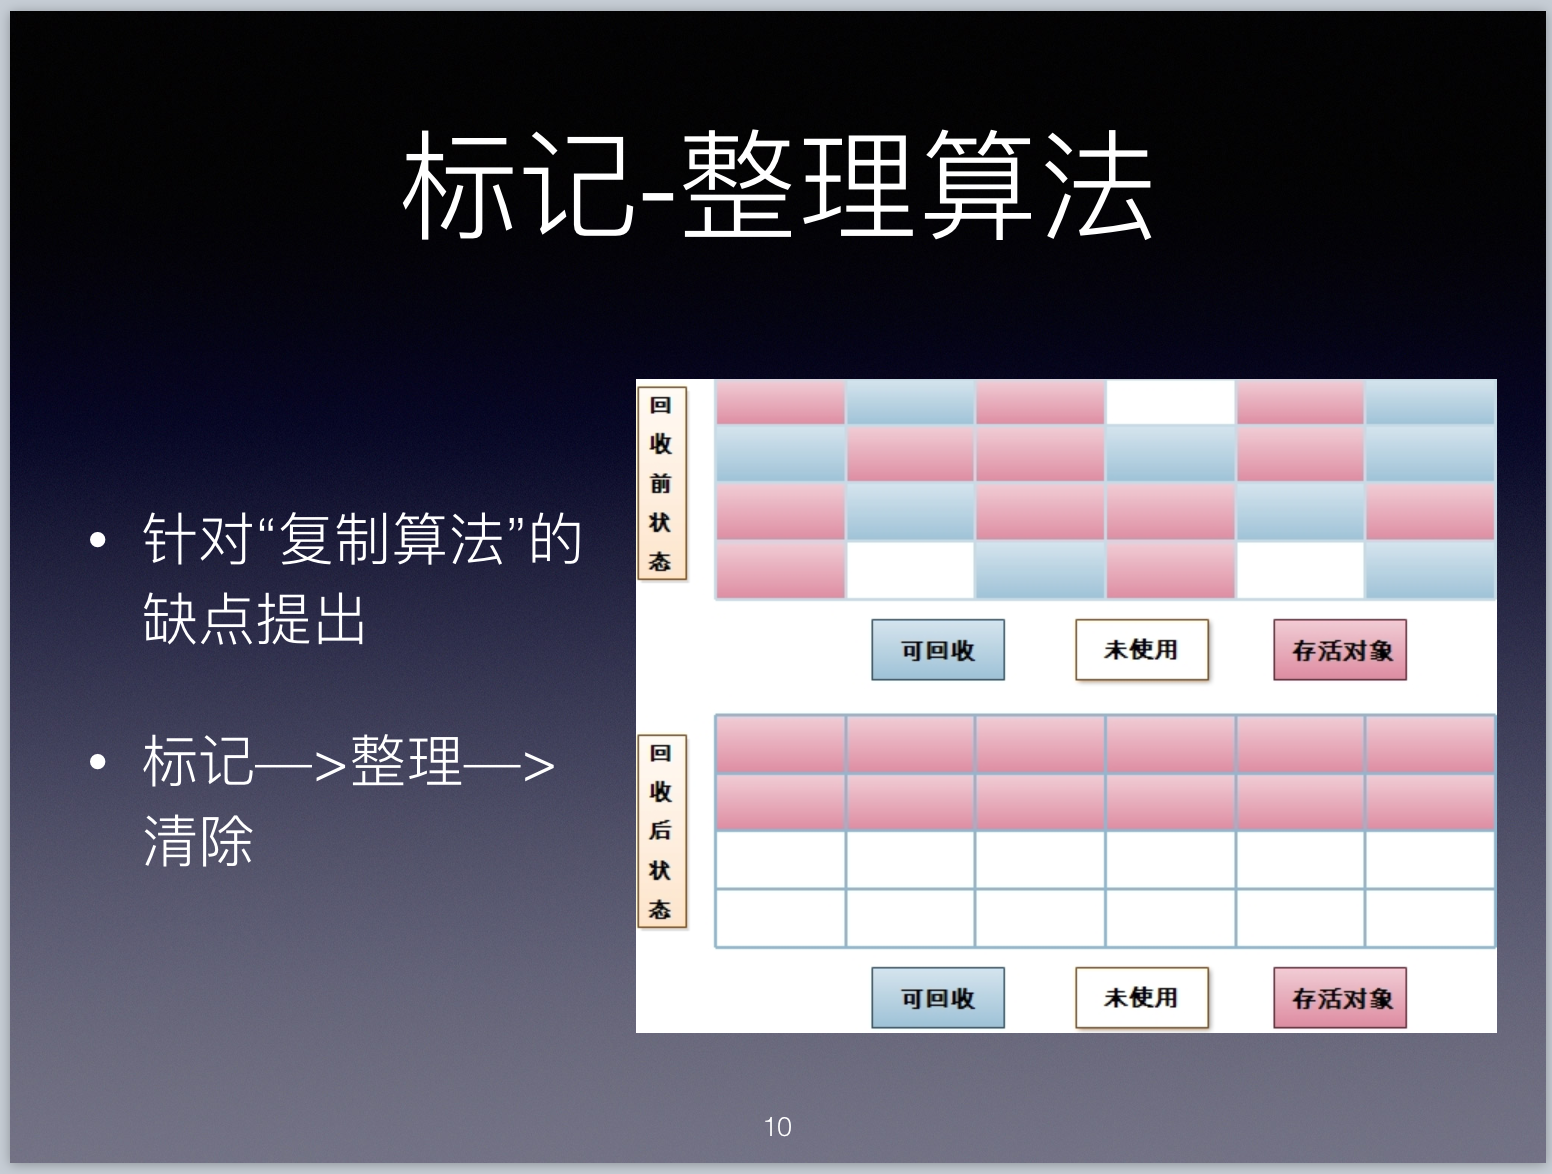 标记-整理算法
• 针对“复制算法”的
缺点提出
• 标记—>整理—>
清除
回收前状态
可回收 未使用 存活对象
回收后状态
可回收 未使用 存活对象
10